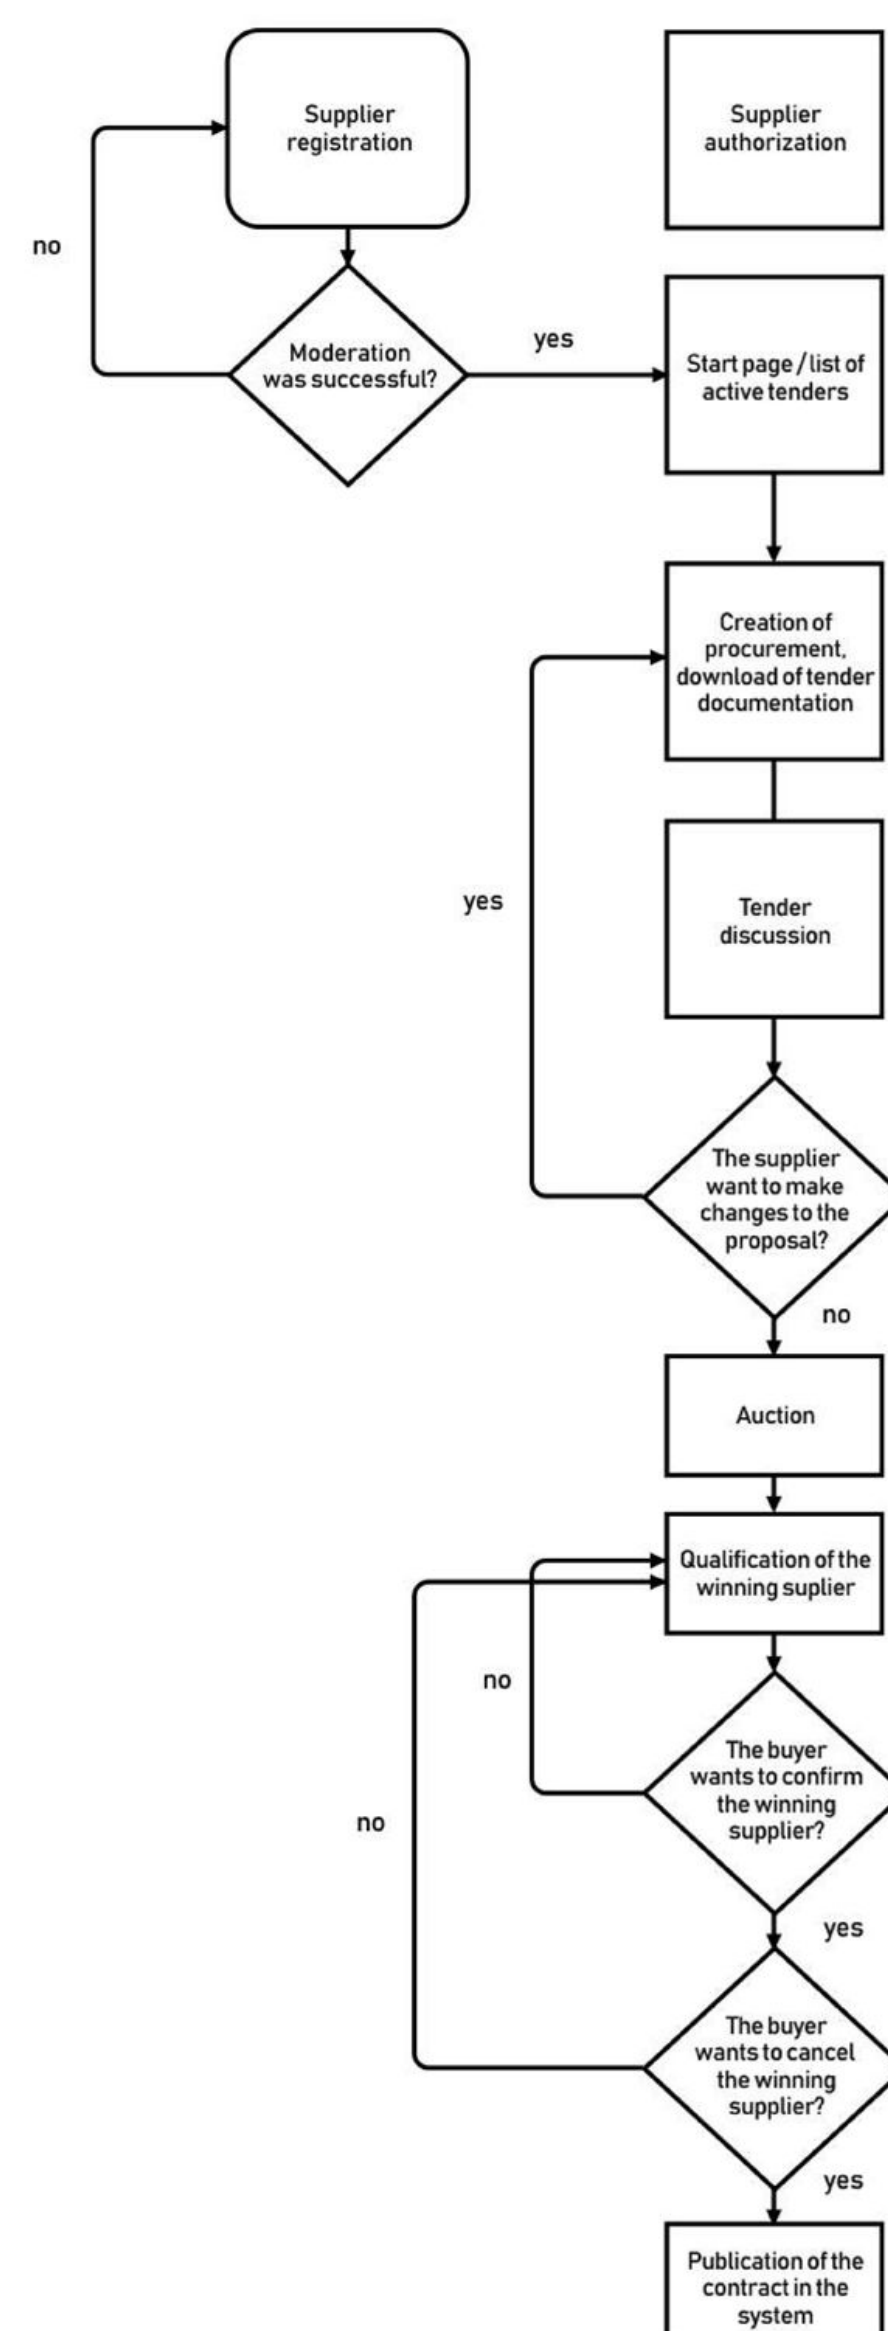 Supplier
registration
Supplier
authorization
no
Moderation
was successful?
yes
Start page / list of
active tenders
Creation of
procurement,
download of tender
documentation
yes
Tender
discussion
The supplier
want to make
changes to the
proposal?
no
Auction
Qualification of the
winning suplier
no
The buyer
wants to confirm
the winning
supplier?
no
yes
The buyer
wants to cancel
the winning
supplier?
yes
Publication of the
contract in the
system